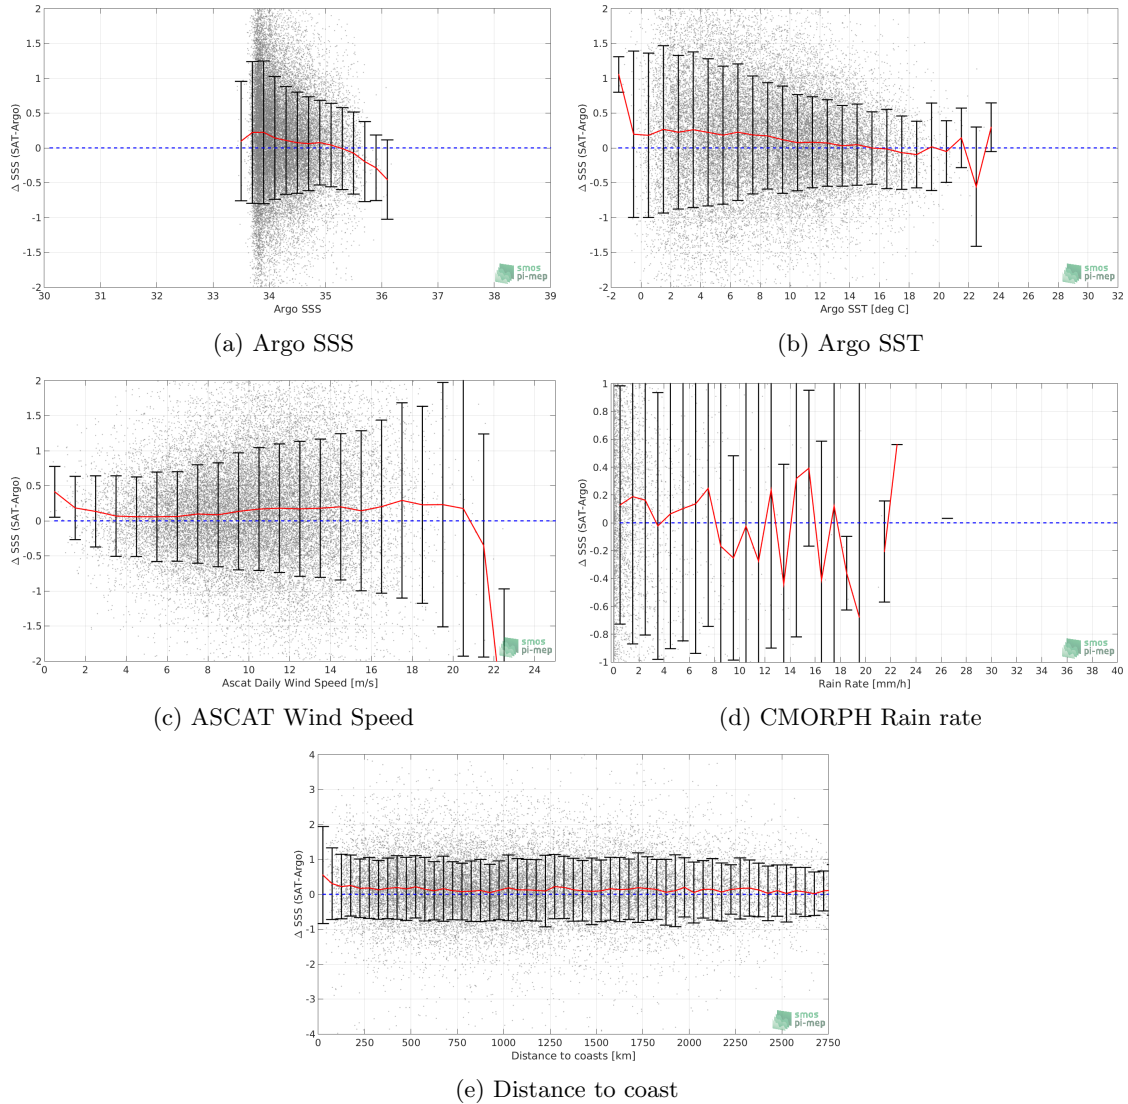 2
1.5
1
0.5
0
-0.5
-1
-1.5
-2
Δ SSS (SAT-Argo)
30 31 32 33 34 35 36 37 38 39
Argo SSS
smos
pi-mep
(a) Argo SSS
2
1.5
1
0.5
0
-0.5
-1
-1.5
-2
Δ SSS (SAT-Argo)
-2 0 2 4 6 8 10 12 14 16 18 20 22 24 26 28 30 32
Argo SST [deg C]
smos
pi-mep
(b) Argo SST
2
1.5
1
0.5
0
-0.5
-1
-1.5
-2
Δ SSS (SAT-Argo)
0 2 4 6 8 10 12 14 16 18 20 22 24
Ascat Daily Wind Speed [m/s]
smos
pi-mep
(c) ASCAT Wind Speed
1
0.8
0.6
0.4
0.2
0
-0.2
-0.4
-0.6
-0.8
-1
Δ SSS (SAT-Argo)
0 2 4 6 8 10 12 14 16 18 20 22 24 26 28 30 32 34 36 38 40
Rain Rate [mm/h]
smos
pi-mep
(d) CMORPH Rain rate
4
3
2
1
0
-1
-2
-3
-4
Δ SSS (SAT-Argo)
0 250 500 750 1000 1250 1500 1750 2000 2250 2500 2750
Distance to coasts [km]
smos
pi-mep
(e) Distance to coast